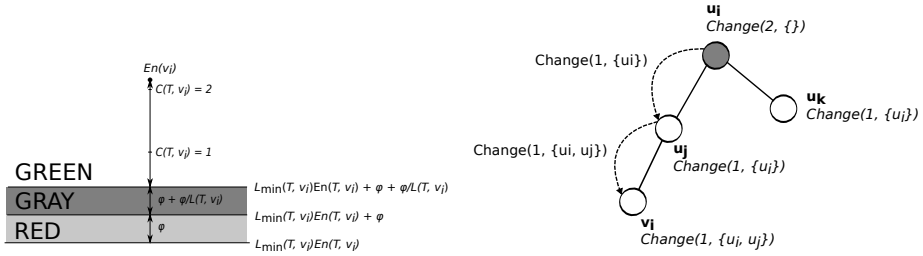 En(vi)
C(T, vi) = 2
C(T, vi) = 1
GREEN
GRAY
RED
φ + φ/L(T, vi)
φ
Lmin(T, vi)En(T, vi) + φ + φ/L(T, vi)
Lmin(T, vi)En(T, vi) + φ
Lmin(T, vi)En(T, vi)
ui
Change(2, {})
Change(1, {ui})
uk
Change(1, {ui})
Change(1, {ui, uj})
uj
Change(1, {ui})
vi
Change(1, {ui, uj})